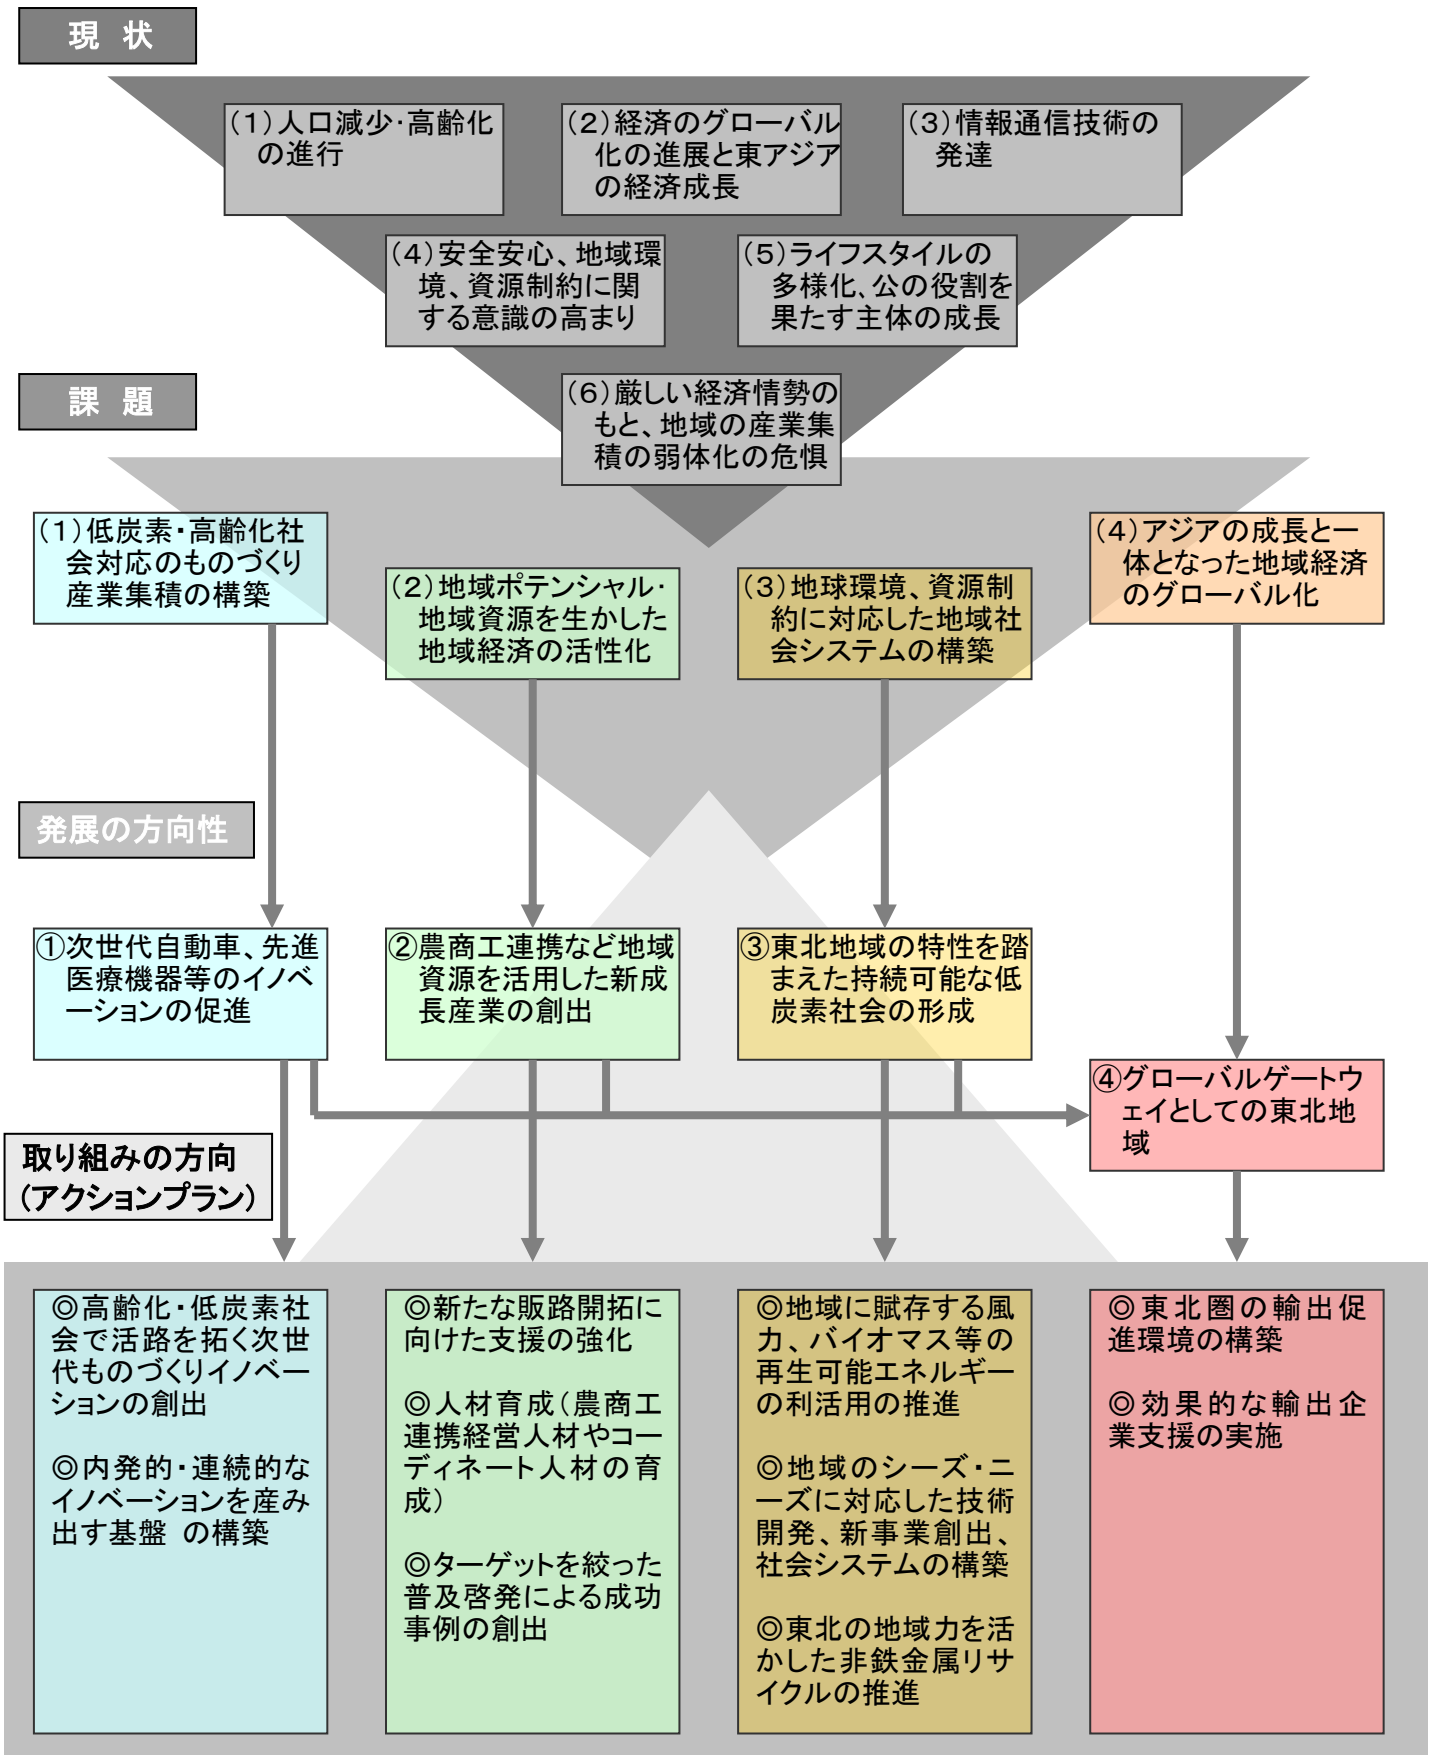 現 状
（１）人口減少・高齢化
の進行
（２）経済のグローバル
化の進展と東アジア
の経済成長
（３）情報通信技術の
発達
（４）安全安心、地域環
境、資源制約に関
する意識の高まり
（５）ライフスタイルの
多様化、公の役割を
果たす主体の成長
（６）厳しい経済情勢の
もと、地域の産業集
積の弱体化の危惧
課 題
（１）低炭素・高齢化社
会対応のものづくり
産業集積の構築
（２）地域ポテンシャル・
地域資源を生かした
地域経済の活性化
（３）地球環境、資源制
約に対応した地域社
会システムの構築
（４）アジアの成長と一
体となった地域経済
のグローバル化
発展の方向性
①次世代自動車、先進
医療機器等のイノベ
ーションの促進
②農商工連携など地域
資源を活用した新成
長産業の創出
③東北地域の特性を踏
まえた持続可能な低
炭素社会の形成
④グローバルゲートウ
ェイとしての東北地
域
取り組みの方向
（アクションプラン）
◎高齢化・低炭素社
会で活路を拓く次世
代ものづくりイノベー
ションの創出
◎内発的・連続的な
イノベーションを産み
出す基盤 の構築
◎新たな販路開拓に
向けた支援の強化
◎人材育成（農商工
連携経営人材やコー
ディネート人材の育
成）
◎ターゲットを絞った
普及啓発による成功
事例の創出
◎地域に賦存する風
力、バイオマス等の
再生可能エネルギー
の利活用の推進
◎地域のシーズ・ニ
ーズに対応した技術
開発、新事業創出、
社会システムの構築
◎東北の地域力を活
かした非鉄金属リサ
イクルの推進
◎東北圏の輸出促
進環境の構築
◎効果的な輸出企
業支援の実施